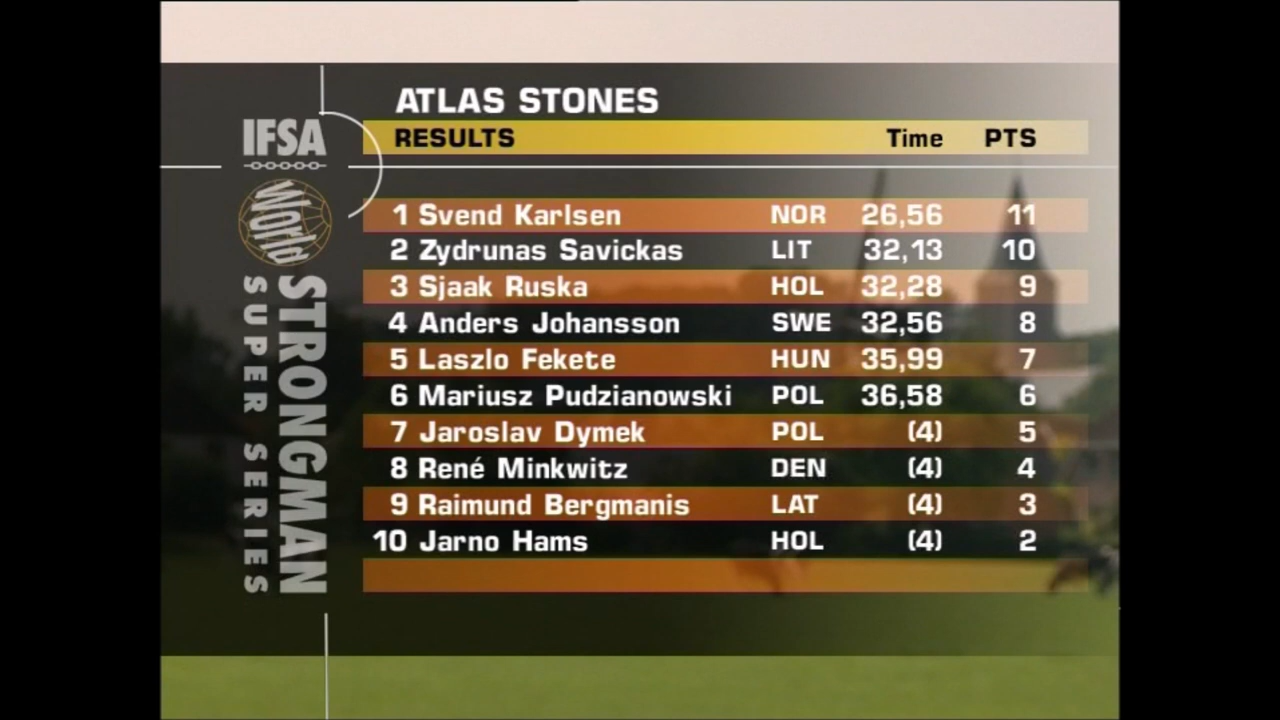 ATLAS STONES
RESULTS Time PTS
IFSA
World
STRONGMAN
SUPER SERIES
1 Svend Karlsen NOR 26,56 11
2 Zydrunas Savickas LIT 32,13 10
3 Sjaak Ruska HOL 32,28 9
4 Anders Johansson SWE 32,56 8
5 Laszlo Fekete HUN 35,99 7
6 Mariusz Pudzianowski POL 36,58 6
7 Jaroslav Dymek POL (4) 5
8 René Minkwitz DEN (4) 4
9 Raimund Bergmanis LAT (4) 3
10 Jarno Hams HOL (4) 2